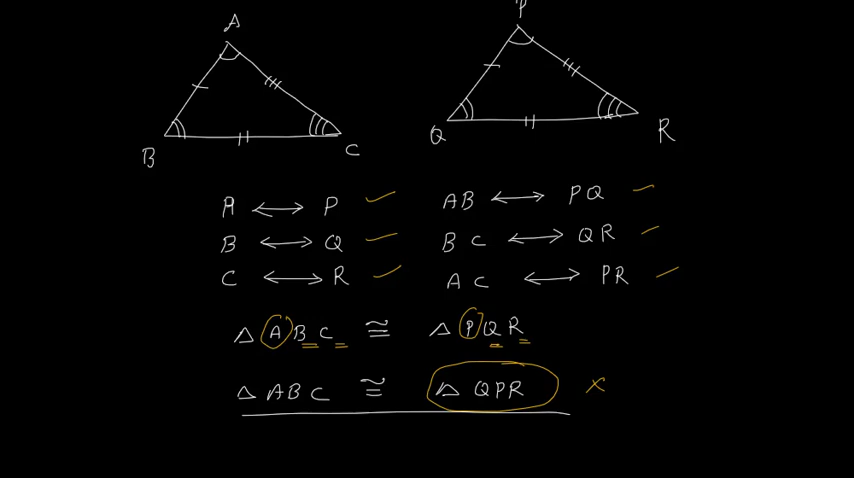 A P
B C Q R
A ↔ P ✓ AB ↔ PQ ✓
B ↔ Q ✓ BC ↔ QR ✓
C ↔ R ✓ AC ↔ PR ✓
△ ABC ≅ △ PQR
△ ABC ≅ △ QPR ×